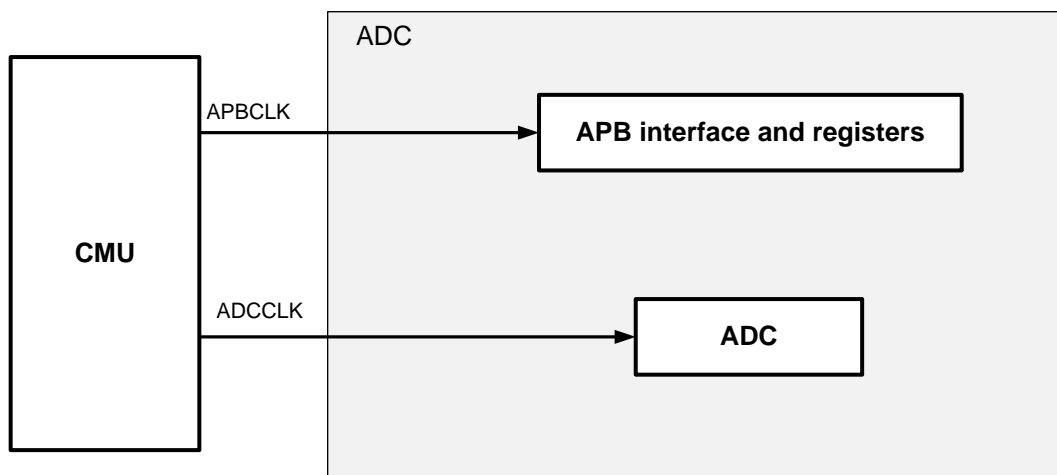 ADC
APBCLK
APB interface and registers
CMU
ADCCLK
ADC